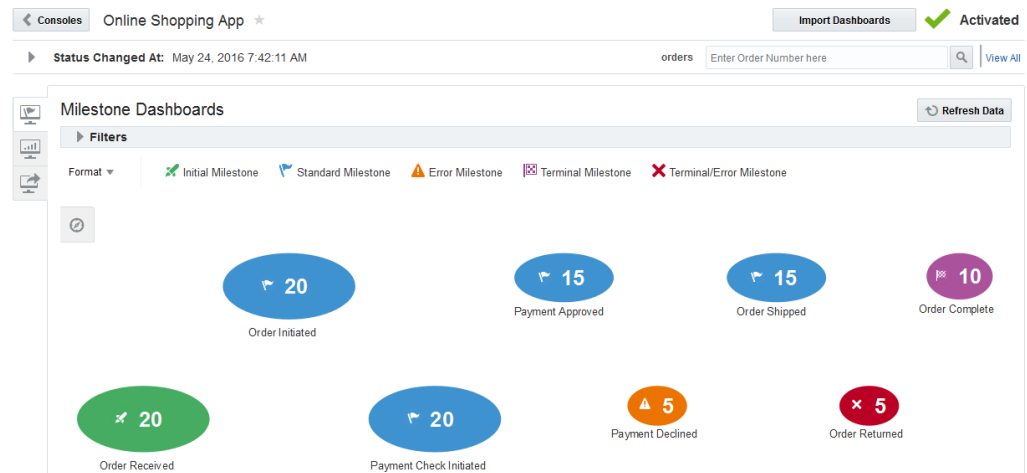 Consoles Online Shopping App Import Dashboards Activated
Status Changed At: May 24, 2016 7:42:11 AM orders Enter Order Number here View All
Milestone Dashboards Refresh Data
Filters
Format Initial Milestone Standard Milestone Error Milestone Terminal Milestone Terminal/Error Milestone
20 15 15 10
Order Initiated Payment Approved Order Shipped Order Complete
20 20 5 5
Payment Declined Order Returned
Order Received Payment Check Initiated